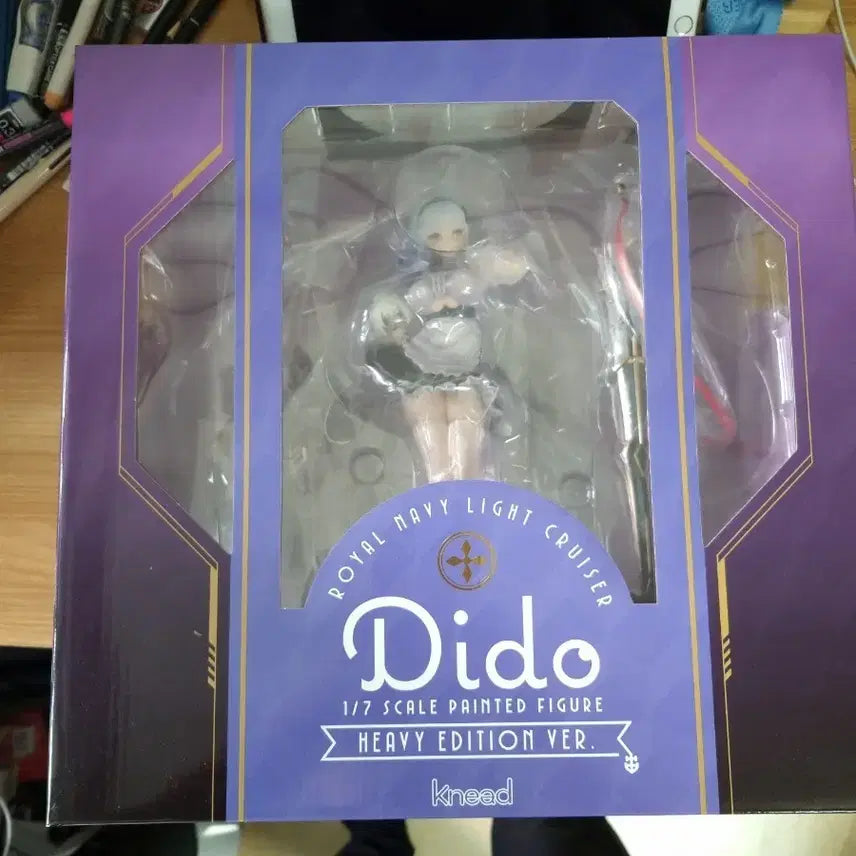 ROYAL NAVY LIGHT CRUISER
Dido
1/7 SCALE PAINTED FIGURE
HEAVY EDITION VER.
knead